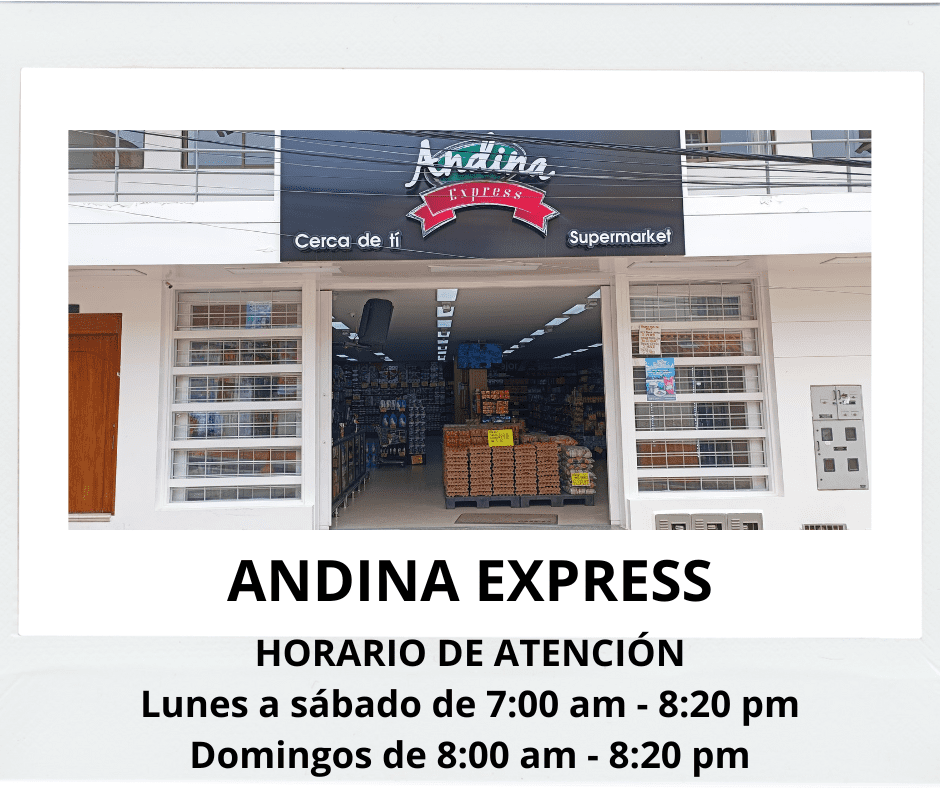 Andina
Express
Cerca de tí
Supermarket
ANDINA EXPRESS
HORARIO DE ATENCIÓN
Lunes a sábado de 7:00 am - 8:20 pm
Domingos de 8:00 am - 8:20 pm